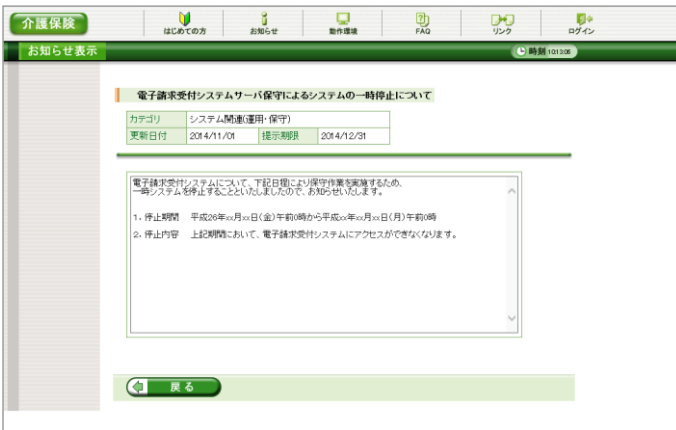 介護保険
はじめての方
お知らせ
動作環境
FAQ
リンク
ログイン
お知らせ表示
時刻 10:13:06
電子請求受付システムサーバ保守によるシステムの一時停止について
カテゴリ システム関連(運用・保守)
更新日付 2014/11/01 提示期限 2014/12/31
電子請求受付システムについて、下記日程により保守作業を実施するため、
一時システムを停止することといたしましたので、お知らせいたします。
1. 停止期間 平成26年xx月xx日(金)午前0時から平成xx年xx月xx日(月)午前0時
2. 停止内容 上記期間において、電子請求受付システムにアクセスができなくなります。
戻る